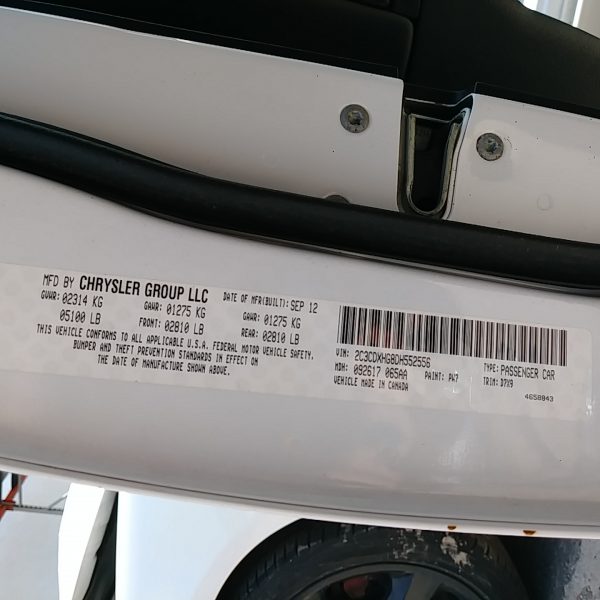 MFD BY CHRYSLER GROUP LLC
DATE OF MFR(BUILT): SEP 12
GVWR: 02314 KG
GAWR: 01275 KG
GAWR: 01275 KG
05100 LB
FRONT: 02810 LB
REAR: 02810 LB
THIS VEHICLE CONFORMS TO ALL APPLICABLE U.S.A. FEDERAL MOTOR VEHICLE SAFETY,
BUMPER AND THEFT PREVENTION STANDARDS IN EFFECT ON
THE DATE OF MANUFACTURE SHOWN ABOVE.
VIN: 2C3CDXHG8DH552556
TYPE: PASSENGER CAR
MDH: 092617 065AA
PAINT: PW7
TRIM: D7X9
VEHICLE MADE IN CANADA
4658843